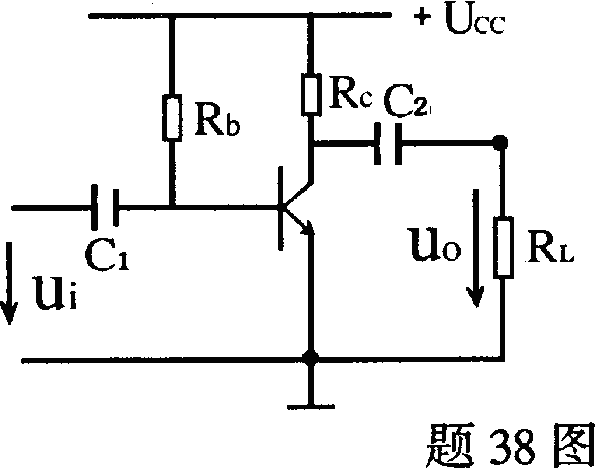 + Ucc
Rb
Rc
C2
C1
ui
uo
RL
题 38 图